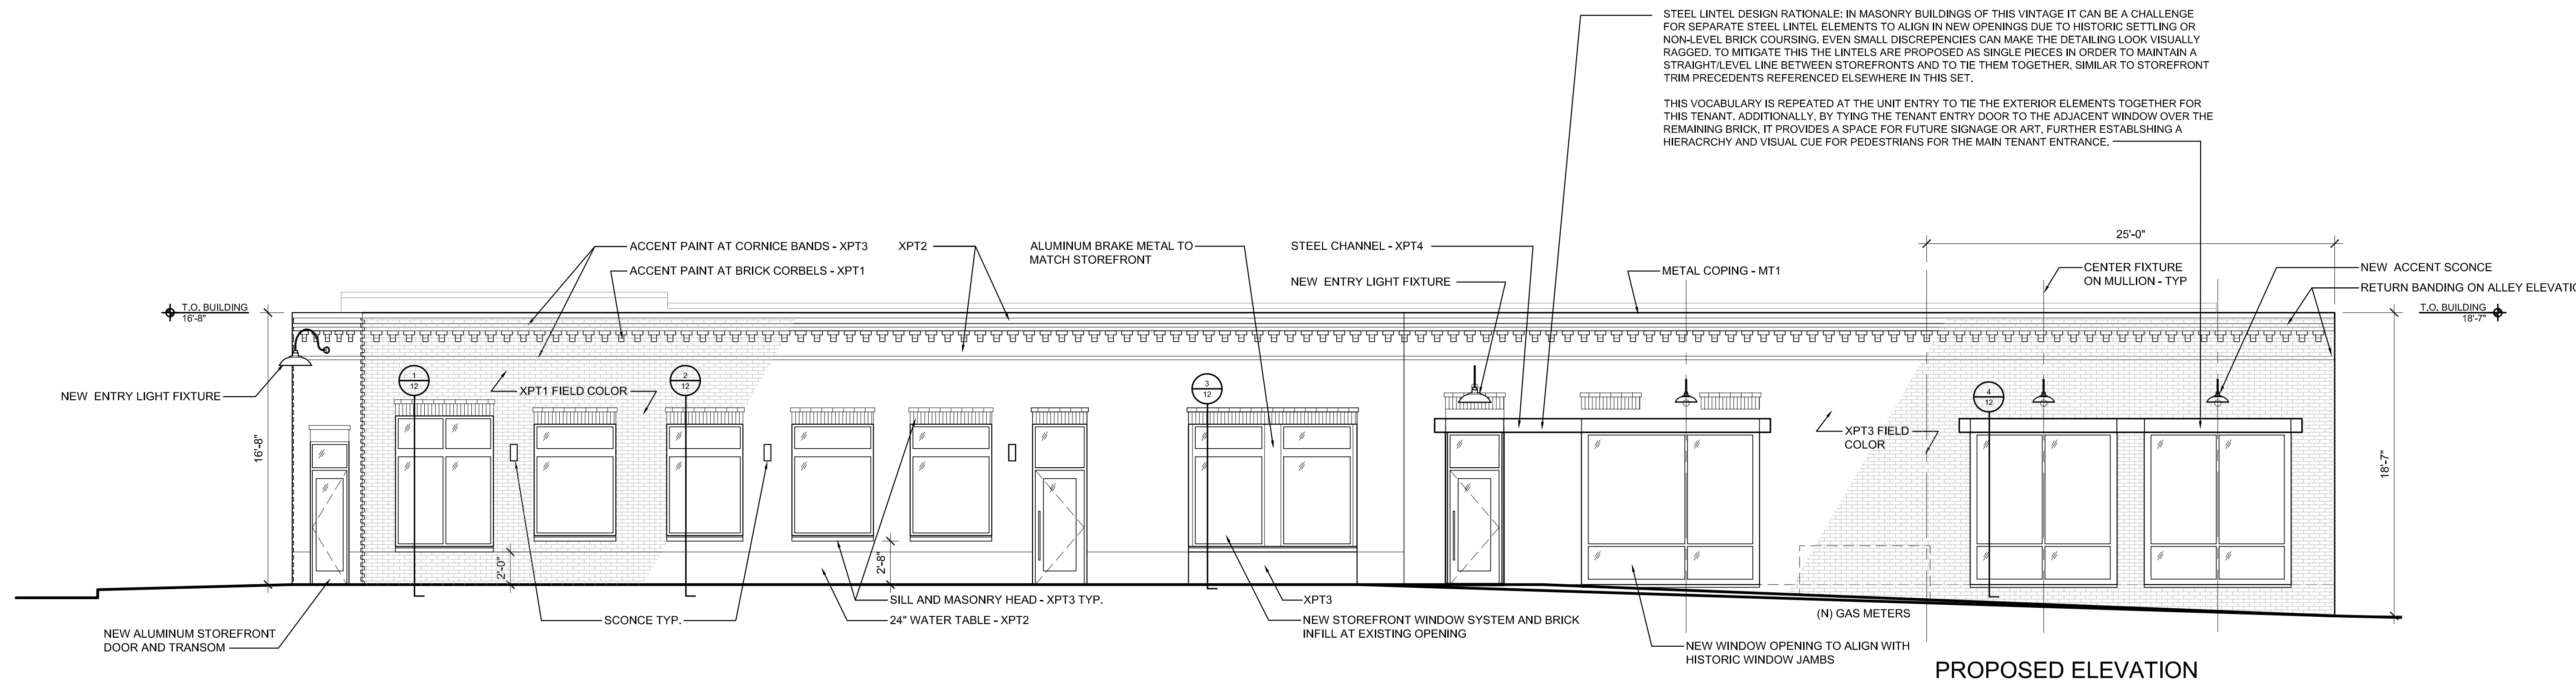 STEEL LINTEL DESIGN RATIONALE: IN MASONRY BUILDINGS OF THIS VINTAGE IT CAN BE A CHALLENGE
FOR SEPARATE STEEL LINTEL ELEMENTS TO ALIGN IN NEW OPENINGS DUE TO HISTORIC SETTLING OR
NON-LEVEL BRICK COURSING. EVEN SMALL DISCREPENCIES CAN MAKE THE DETAILING LOOK VISUALLY
RAGGED. TO MITIGATE THIS THE LINTELS ARE PROPOSED AS SINGLE PIECES IN ORDER TO MAINTAIN A
STRAIGHT/LEVEL LINE BETWEEN STOREFRONTS AND TO TIE THEM TOGETHER, SIMILAR TO STOREFRONT
TRIM PRECEDENTS REFERENCED ELSEWHERE IN THIS SET.
THIS VOCABULARY IS REPEATED AT THE UNIT ENTRY TO TIE THE EXTERIOR ELEMENTS TOGETHER FOR
THIS TENANT. ADDITIONALLY, BY TYING THE TENANT ENTRY DOOR TO THE ADJACENT WINDOW OVER THE
REMAINING BRICK, IT PROVIDES A SPACE FOR FUTURE SIGNAGE OR ART, FURTHER ESTABLSHING A
HIERACRCHY AND VISUAL CUE FOR PEDESTRIANS FOR THE MAIN TENANT ENTRANCE.
25'-0"
ACCENT PAINT AT CORNICE BANDS - XPT3
XPT2
ALUMINUM BRAKE METAL TO
MATCH STOREFRONT
STEEL CHANNEL - XPT4
ACCENT PAINT AT BRICK CORBELS - XPT1
METAL COPING - MT1
CENTER FIXTURE
ON MULLION - TYP
NEW ACCENT SCONCE
NEW ENTRY LIGHT FIXTURE
RETURN BANDING ON ALLEY ELEVATIO
T.O. BUILDING
16'-8"
T.O. BUILDING
18'-7"
1
12
2
12
3
12
4
12
XPT1 FIELD COLOR
NEW ENTRY LIGHT FIXTURE
XPT3 FIELD
COLOR
16'-8"
18'-7"
2'-0"
2'-8"
SILL AND MASONRY HEAD - XPT3 TYP.
XPT3
(N) GAS METERS
SCONCE TYP.
24" WATER TABLE - XPT2
NEW STOREFRONT WINDOW SYSTEM AND BRICK
INFILL AT EXISTING OPENING
NEW ALUMINUM STOREFRONT
DOOR AND TRANSOM
NEW WINDOW OPENING TO ALIGN WITH
HISTORIC WINDOW JAMBS
PROPOSED ELEVATION